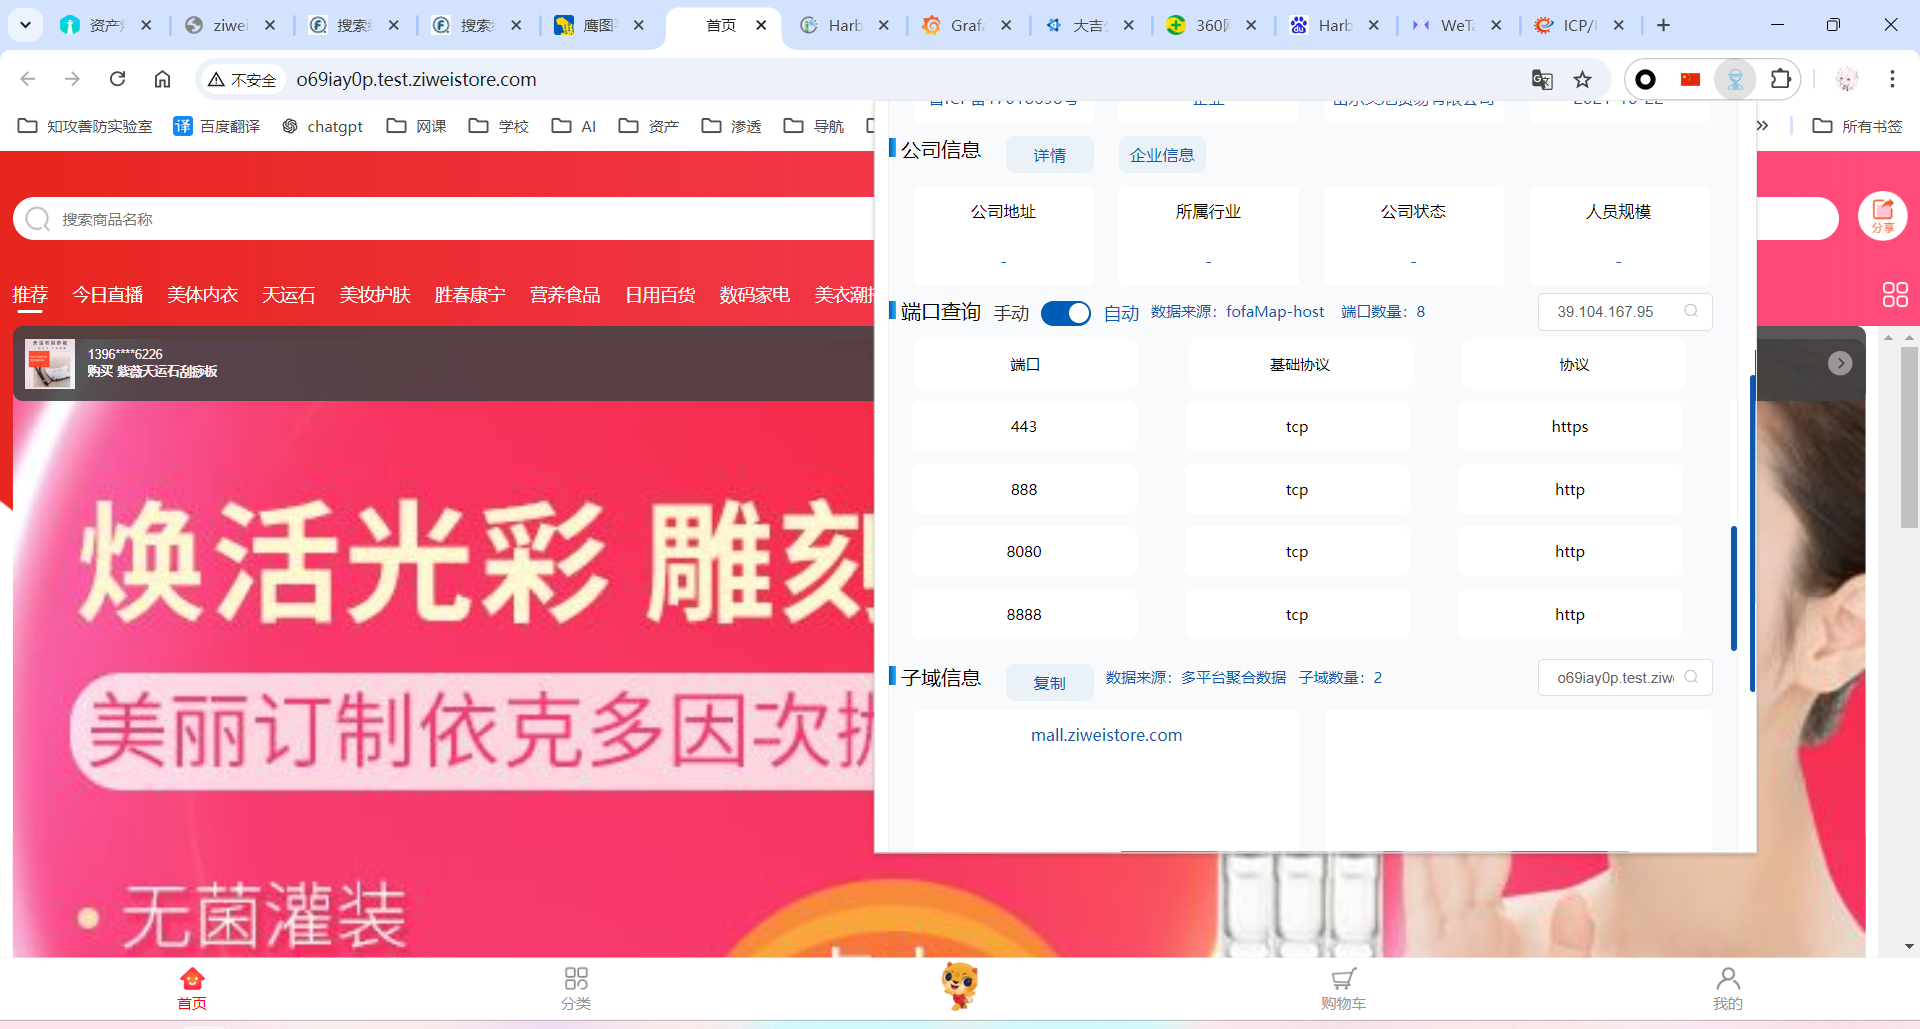 资产
ziwei
搜索
搜索
鹰图
首页
Harb
Graf
大吉
360
Harb
WeTa
ICP/
不安全
o69iay0p.test.ziweistore.com
知攻善防实验室
译 百度翻译
chatgpt
网课
学校
AI
资产
渗透
导航
所有书签
搜索商品名称
分享
推荐 今日直播 美体内衣 天运石 美妆护肤 胜春康宁 营养食品 日用百货 数码家电 美衣潮
1396****6226
购买 紫薇天运石刮痧板
焕活光彩 雕刻
美丽订制依克多因次抛
无菌灌装
公司信息 详情 企业信息
公司地址 所属行业 公司状态 人员规模
- - - -
端口查询 手动 自动 数据来源：fofaMap-host 端口数量：8 39.104.167.95
端口 基础协议 协议
443 tcp https
888 tcp http
8080 tcp http
8888 tcp http
子域信息 复制 数据来源：多平台聚合数据 子域数量：2 o69iay0p.test.ziw
mall.ziweistore.com
首页 分类 购物车 我的